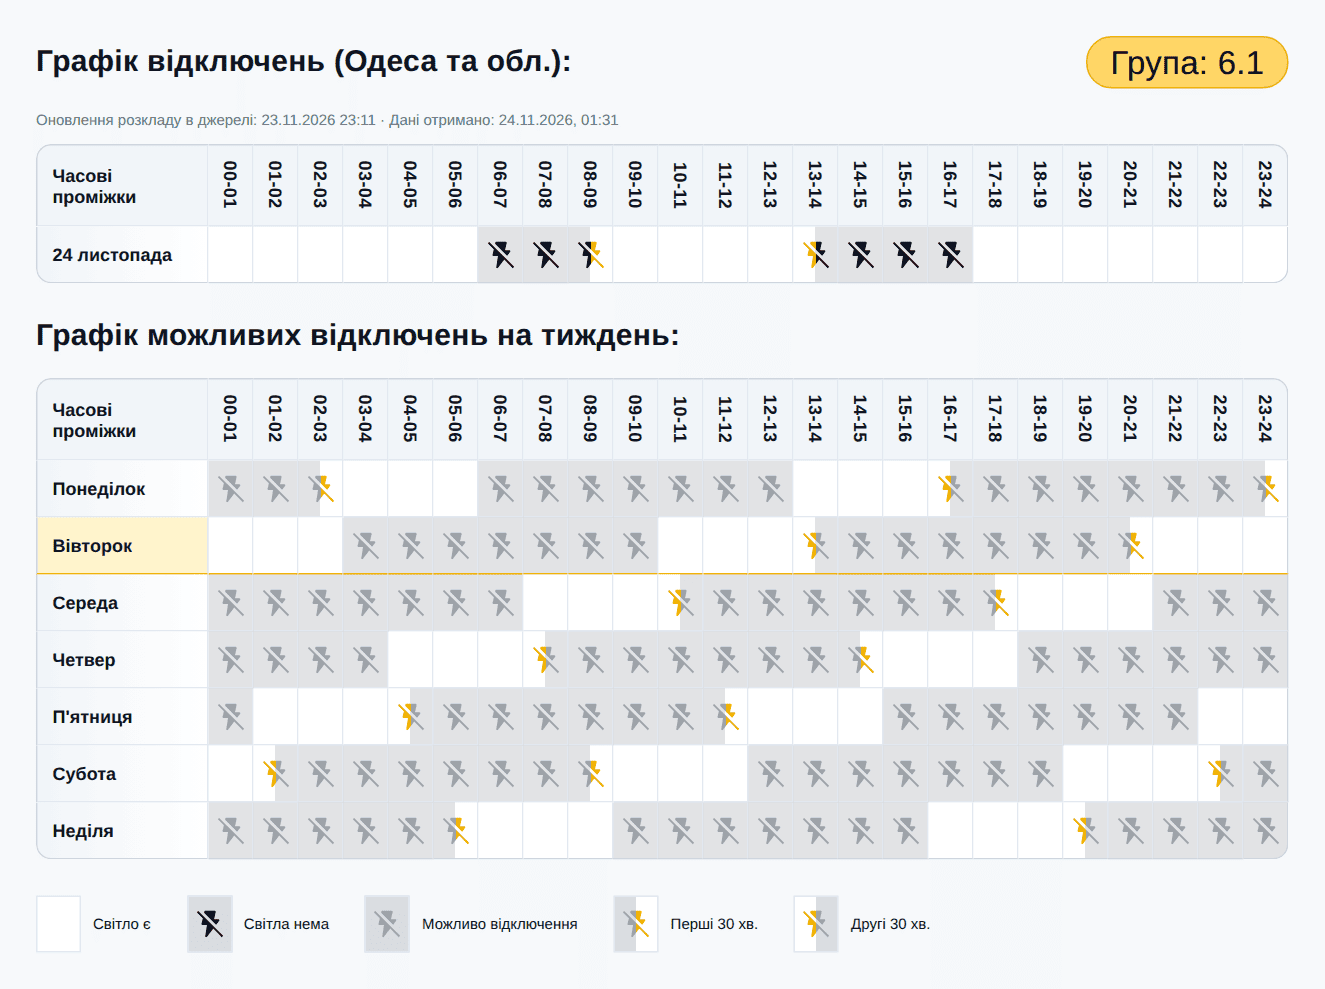 Графік відключень (Одеса та обл.):
Група: 6.1
Оновлення розкладу в джерелі: 23.11.2026 23:11 · Дані отримано: 24.11.2026, 01:31
Часові проміжки 00-01 01-02 02-03 03-04 04-05 05-06 06-07 07-08 08-09 09-10 10-11 11-12 12-13 13-14 14-15 15-16 16-17 17-18 18-19 19-20 20-21 21-22 22-23 23-24
24 листопада
Графік можливих відключень на тиждень:
Часові проміжки 00-01 01-02 02-03 03-04 04-05 05-06 06-07 07-08 08-09 09-10 10-11 11-12 12-13 13-14 14-15 15-16 16-17 17-18 18-19 19-20 20-21 21-22 22-23 23-24
Понеділок
Вівторок
Середа
Четвер
П'ятниця
Субота
Неділя
Світло є Світла нема Можливо відключення Перші 30 хв. Другі 30 хв.